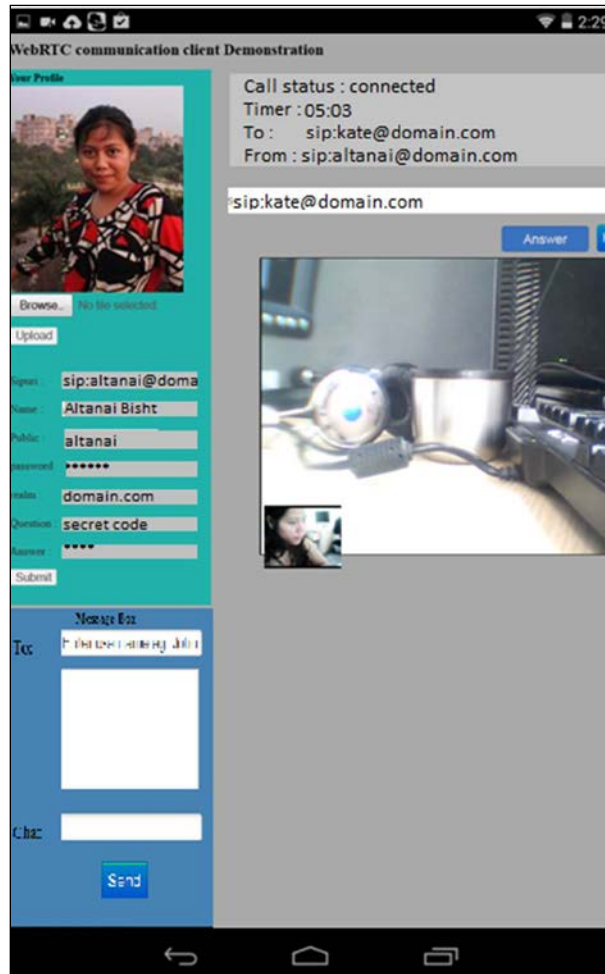 2:29
WebRTC communication client Demonstration
Your Profile
Call status : connected
Timer : 05:03
To : sip:kate@domain.com
From : sip:altanai@domain.com
sip:kate@domain.com
Answer
Browse.. No file selected.
Upload
sip:altanai@doma
Name : Altanai Bisht
Public : altanai
password ••••••
realm : domain.com
Question : secret code
Answer : ••••
Submit
Message Box
To:
Chat
Send